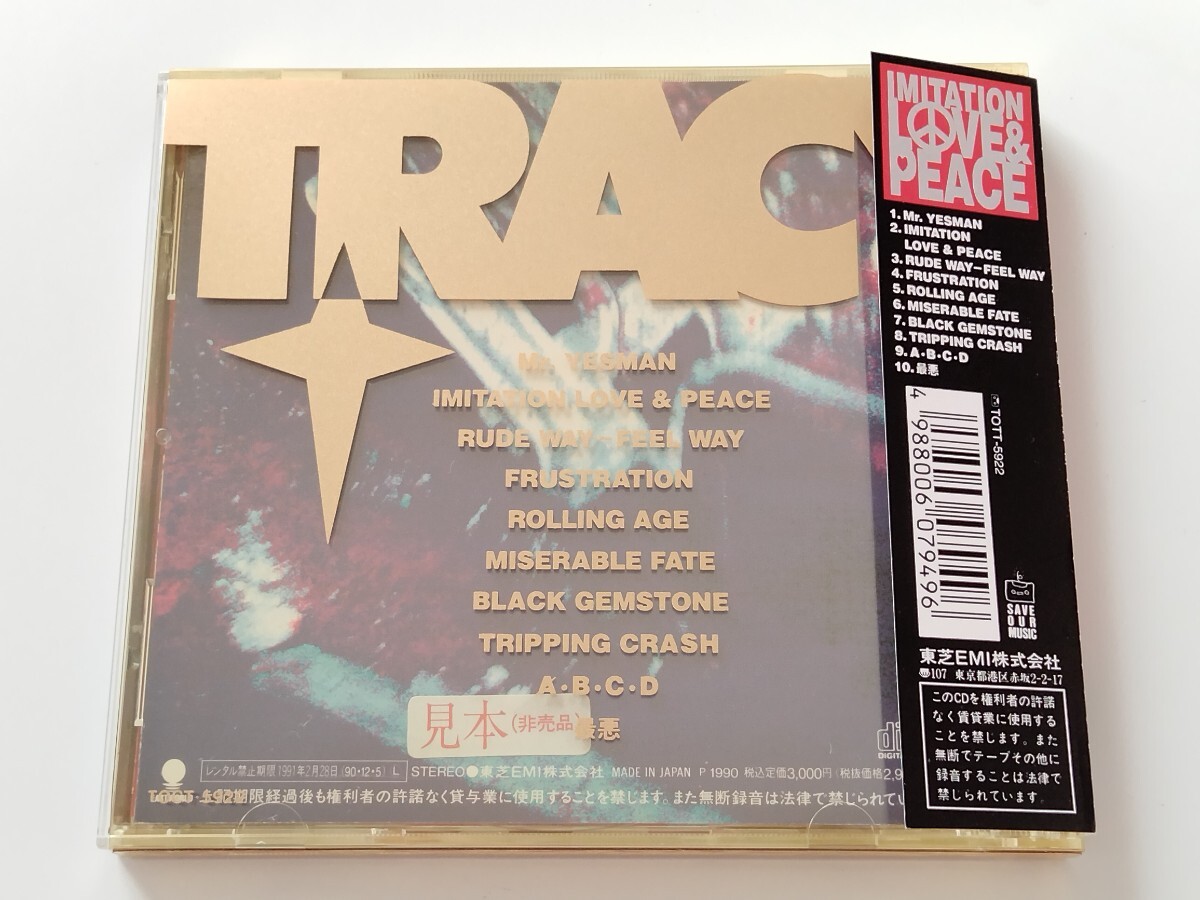 TRAC
Mr. YESMAN
IMITATION LOVE & PEACE
RUDE WAY-FEEL WAY
FRUSTRATION
ROLLING AGE
MISERABLE FATE
BLACK GEMSTONE
TRIPPING CRASH
A・B・C・D
最悪
見本(非売品)
レンタル禁止期限1991年2月28日(90・12・5) L STEREO●東芝EMI株式会社 MADE IN JAPAN P 1990 税込定価3,000円(税抜価格2,9
期限経過後も権利者の許諾なく貸与業に使用することを禁じます。また無断録音は法律で禁じられてい
IMITATION
LOVE&
PEACE
1. Mr. YESMAN
2. IMITATION
LOVE & PEACE
3. RUDE WAY-FEEL WAY
4. FRUSTRATION
5. ROLLING AGE
6. MISERABLE FATE
7. BLACK GEMSTONE
8. TRIPPING CRASH
9. A・B・C・D
10. 最悪
TOTT-5922
4 988006 079496
SAVE
OUR
MUSIC
東芝EMI株式会社
〠107 東京都港区赤坂2-2-17
このCDを権利者の許諾
なく賃貸業に使用する
ことを禁じます。また
無断でテープその他に
録音することは法律で
禁じられています。